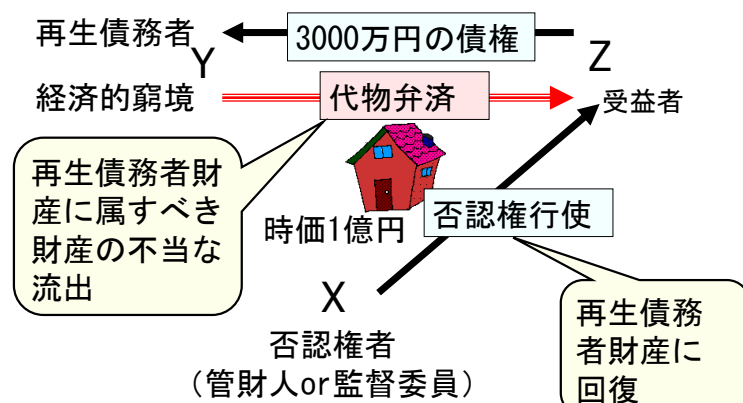 再生債務者
3000万円の債権
Y
Z
経済的窮境
代物弁済
受益者
再生債務者財
産に属すべき
財産の不当な
流出
時価1億円
否認権行使
X
否認権者
（管財人or監督委員）
再生債務
者財産に
回復